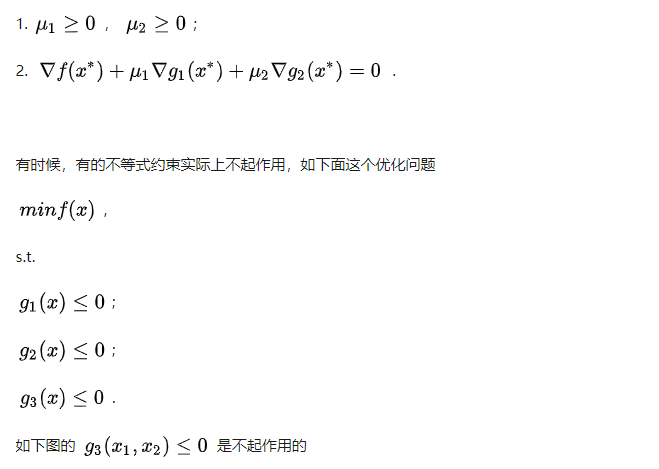 1. μ₁ ≥ 0 ， μ₂ ≥ 0 ；
2. ∇f(x*) + μ₁∇g₁(x*) + μ₂∇g₂(x*) = 0 ．
有时候，有的不等式约束实际上不起作用，如下面这个优化问题
minf(x) ，
s.t.
g₁(x) ≤ 0 ；
g₂(x) ≤ 0 ；
g₃(x) ≤ 0 ．
如下图的 g₃(x₁, x₂) ≤ 0 是不起作用的